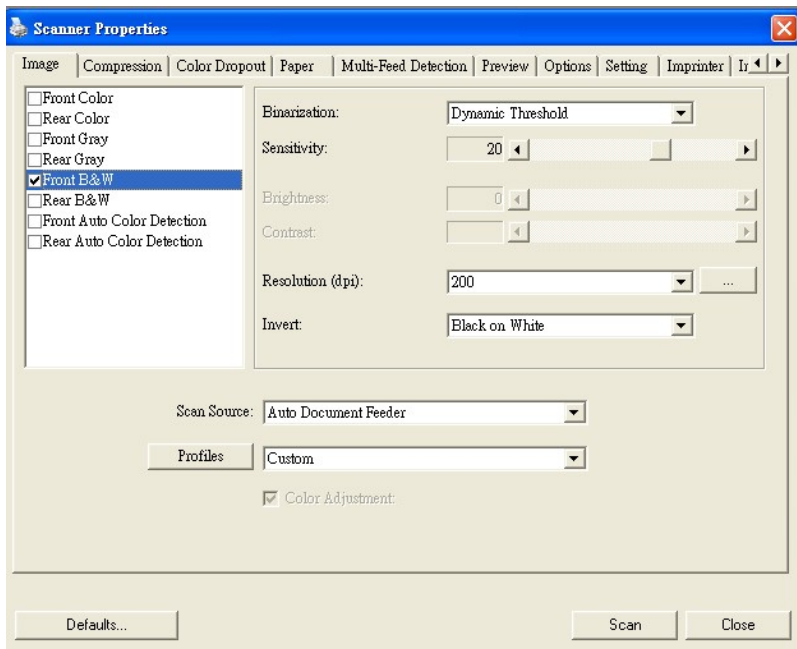 Scanner Properties
Image Compression Color Dropout Paper Multi-Feed Detection Preview Options Setting Imprinter
Front Color
Rear Color
Front Gray
Rear Gray
Front B&W
Rear B&W
Front Auto Color Detection
Rear Auto Color Detection
Binarization: Dynamic Threshold
Sensitivity: 20
Brightness: 0
Contrast:
Resolution (dpi): 200 ...
Invert: Black on White
Scan Source: Auto Document Feeder
Profiles Custom
Color Adjustment:
Defaults... Scan Close